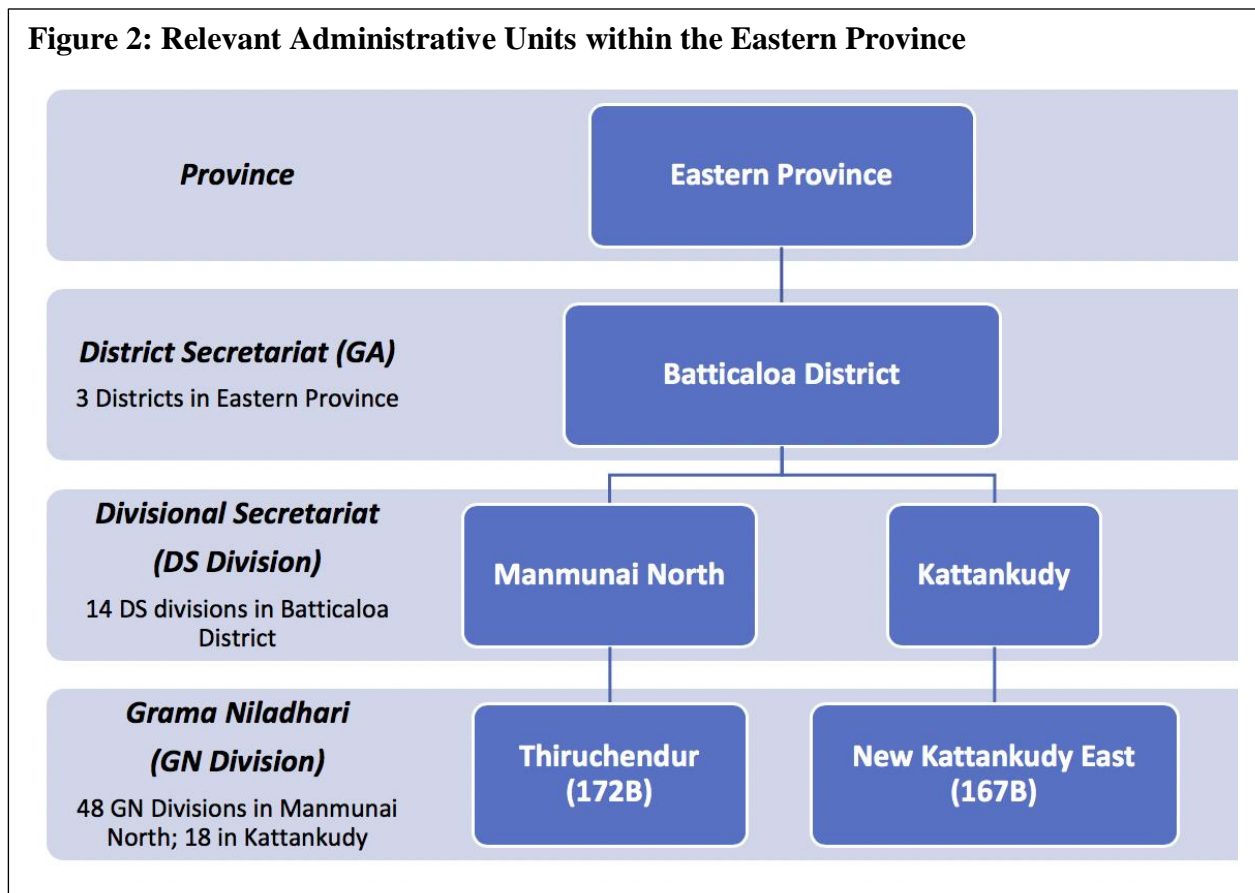 Figure 2: Relevant Administrative Units within the Eastern Province
Province
Eastern Province
District Secretariat (GA)
3 Districts in Eastern Province
Batticaloa District
Divisional Secretariat
(DS Division)
14 DS divisions in Batticaloa
District
Manmunai North
Kattankudy
Grama Niladhari
(GN Division)
48 GN Divisions in Manmunai
North; 18 in Kattankudy
Thiruchendur
(172B)
New Kattankudy East
(167B)